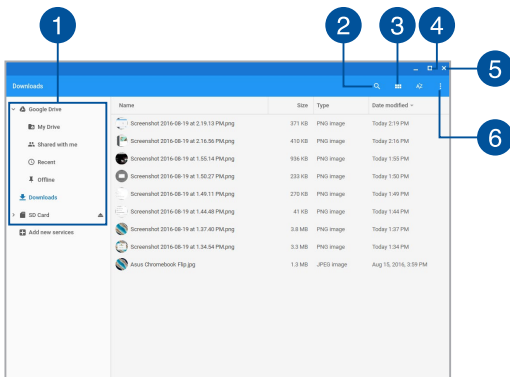 1 2 3 4
5
6
Downloads
Google Drive
My Drive
Shared with me
Recent
Offline
Downloads
SD Card
Add new services
Name Size Type Date modified
Screenshot 2016-08-19 at 2.19.13 PM.png 371 KB PNG image Today 2:19 PM
Screenshot 2016-08-19 at 2.16.56 PM.png 410 KB PNG image Today 2:16 PM
Screenshot 2016-08-19 at 1.55.14 PM.png 936 KB PNG image Today 1:55 PM
Screenshot 2016-08-19 at 1.50.27 PM.png 233 KB PNG image Today 1:50 PM
Screenshot 2016-08-19 at 1.49.11 PM.png 270 KB PNG image Today 1:49 PM
Screenshot 2016-08-19 at 1.44.48 PM.png 41 KB PNG image Today 1:44 PM
Screenshot 2016-08-19 at 1.37.40 PM.png 3.8 MB PNG image Today 1:37 PM
Screenshot 2016-08-19 at 1.34.54 PM.png 3.3 MB PNG image Today 1:34 PM
Asus Chromebook Flip.jpg 1.3 MB JPEG image Aug 15, 2016, 3:59 PM